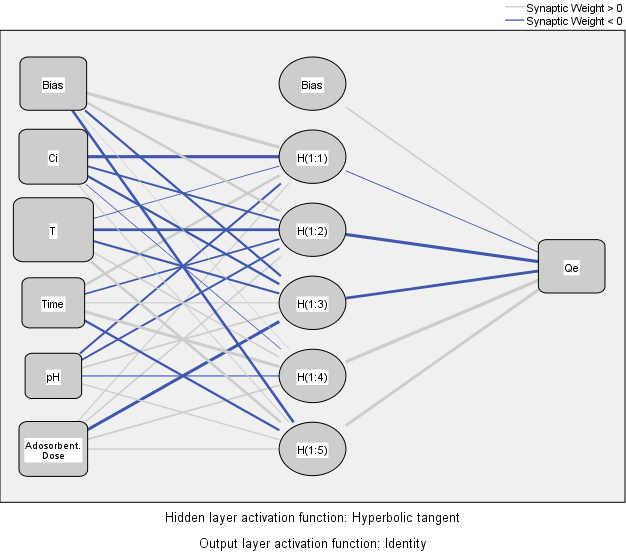 Synaptic Weight > 0
Synaptic Weight < 0
Bias
Bias
Ci
H(1:1)
T
H(1:2)
Qe
Time
H(1:3)
pH
H(1:4)
Adosorbent.
Dose
H(1:5)
Hidden layer activation function: Hyperbolic tangent
Output layer activation function: Identity